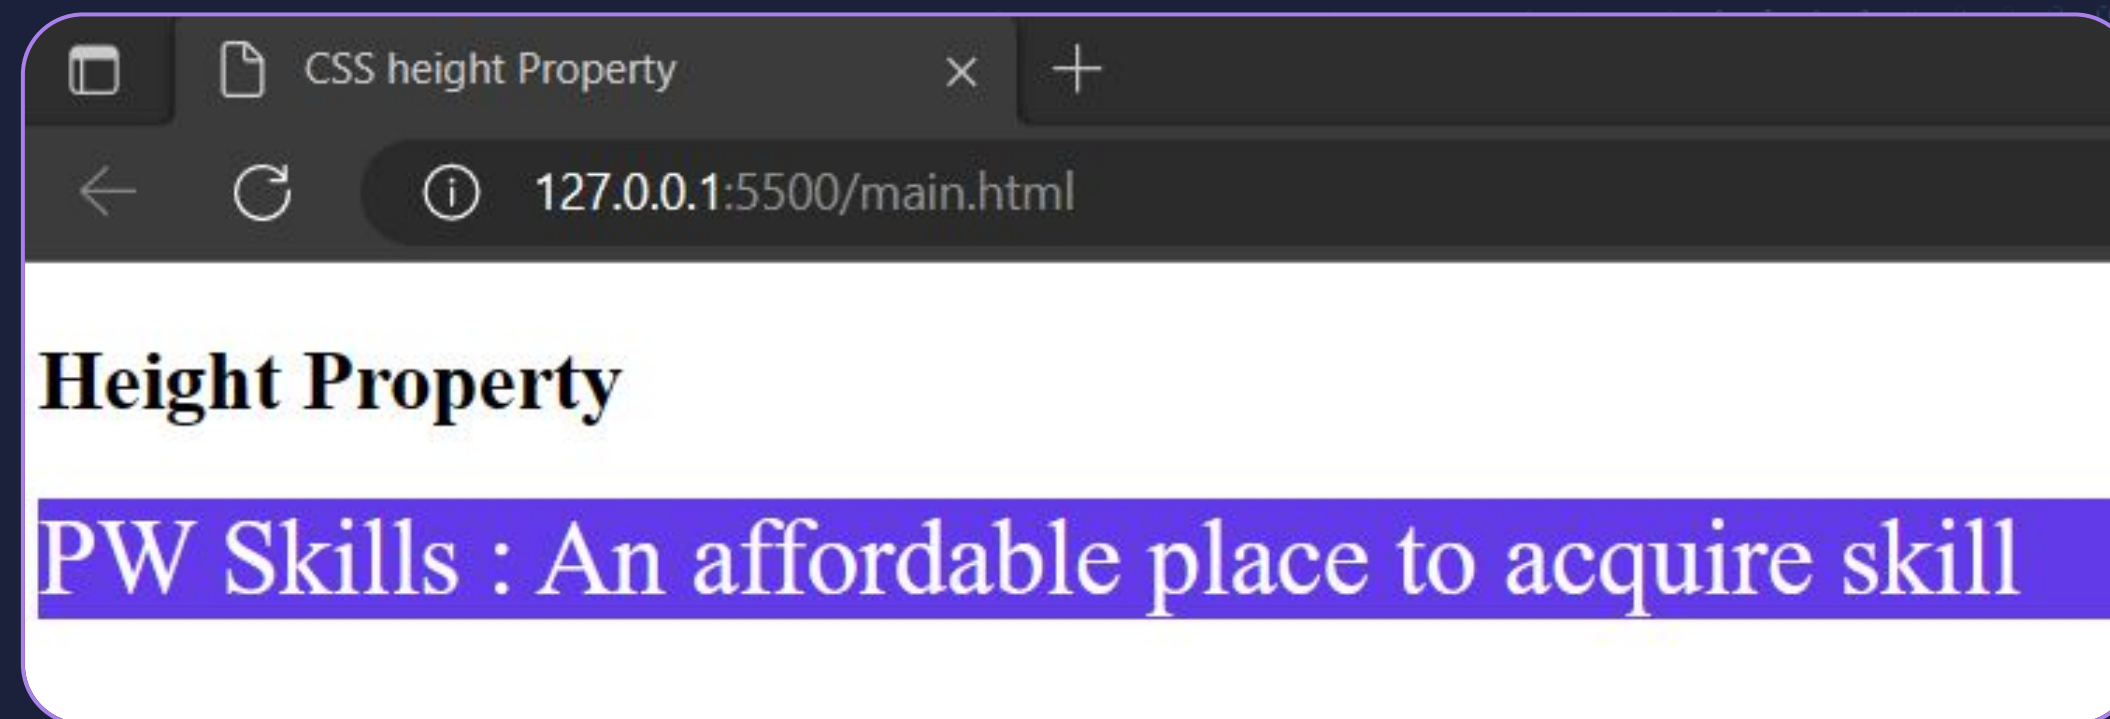 CSS height Property
127.0.0.1:5500/main.html
Height Property
PW Skills : An affordable place to acquire skill